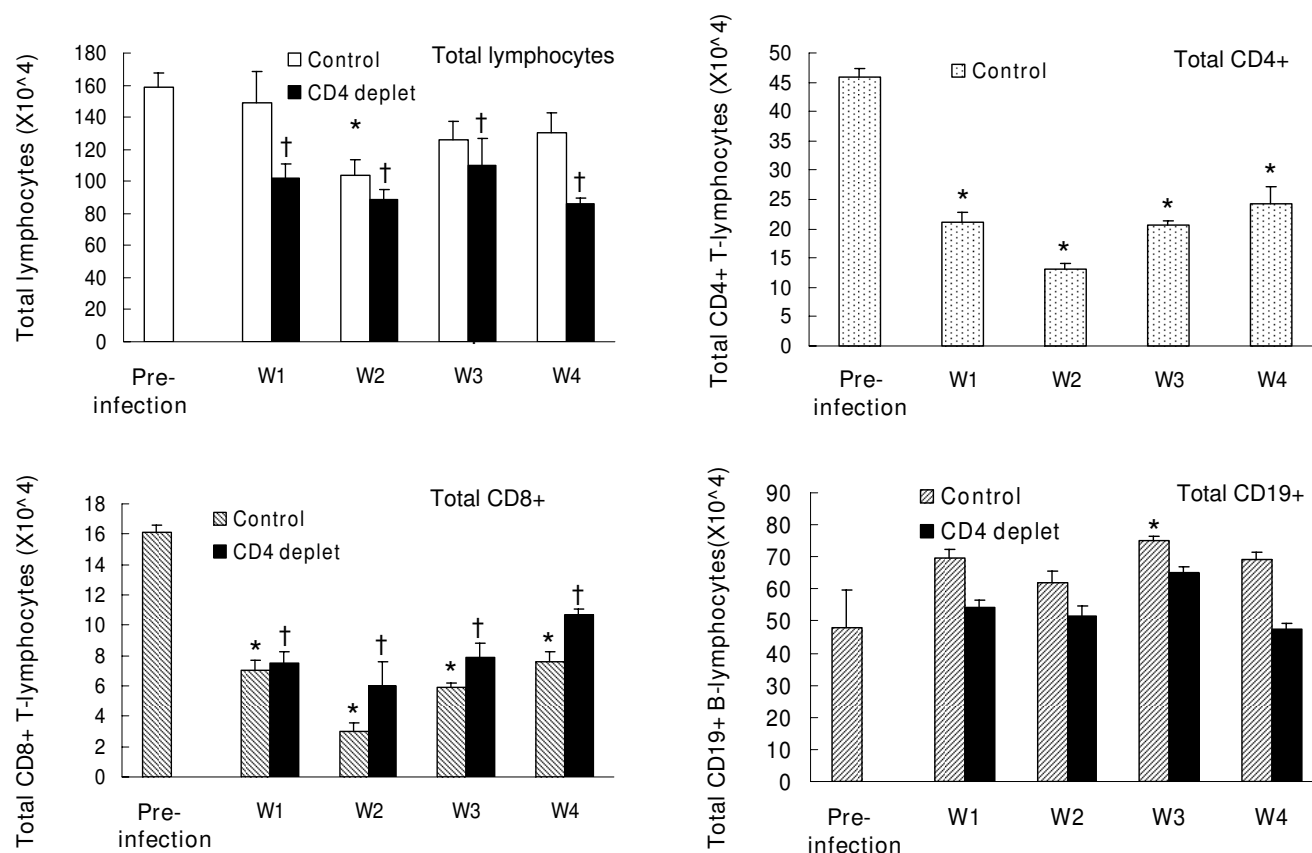 Total lymphocytes (X10^4)
180
160
140
120
100
80
60
40
20
0
Control
CD4 deplet
Total lymphocytes
†
*
†
†
†
Pre-
infection
W1
W2
W3
W4
Total CD4+ T-lymphocytes (X10^4)
50
45
40
35
30
25
20
15
10
5
0
Control
Total CD4+
*
*
*
*
Pre-
infection
W1
W2
W3
W4
Total CD8+ T-lymphocytes (X10^4)
18
16
14
12
10
8
6
4
2
0
Total CD8+
Control
CD4 deplet
*
†
*
†
*
†
*
†
Pre-
infection
W1
W2
W3
W4
Total CD19+ B-lymphocytes(X10^4)
90
80
70
60
50
40
30
20
10
0
Control
CD4 deplet
Total CD19+
*
Pre-
infection
W1
W2
W3
W4